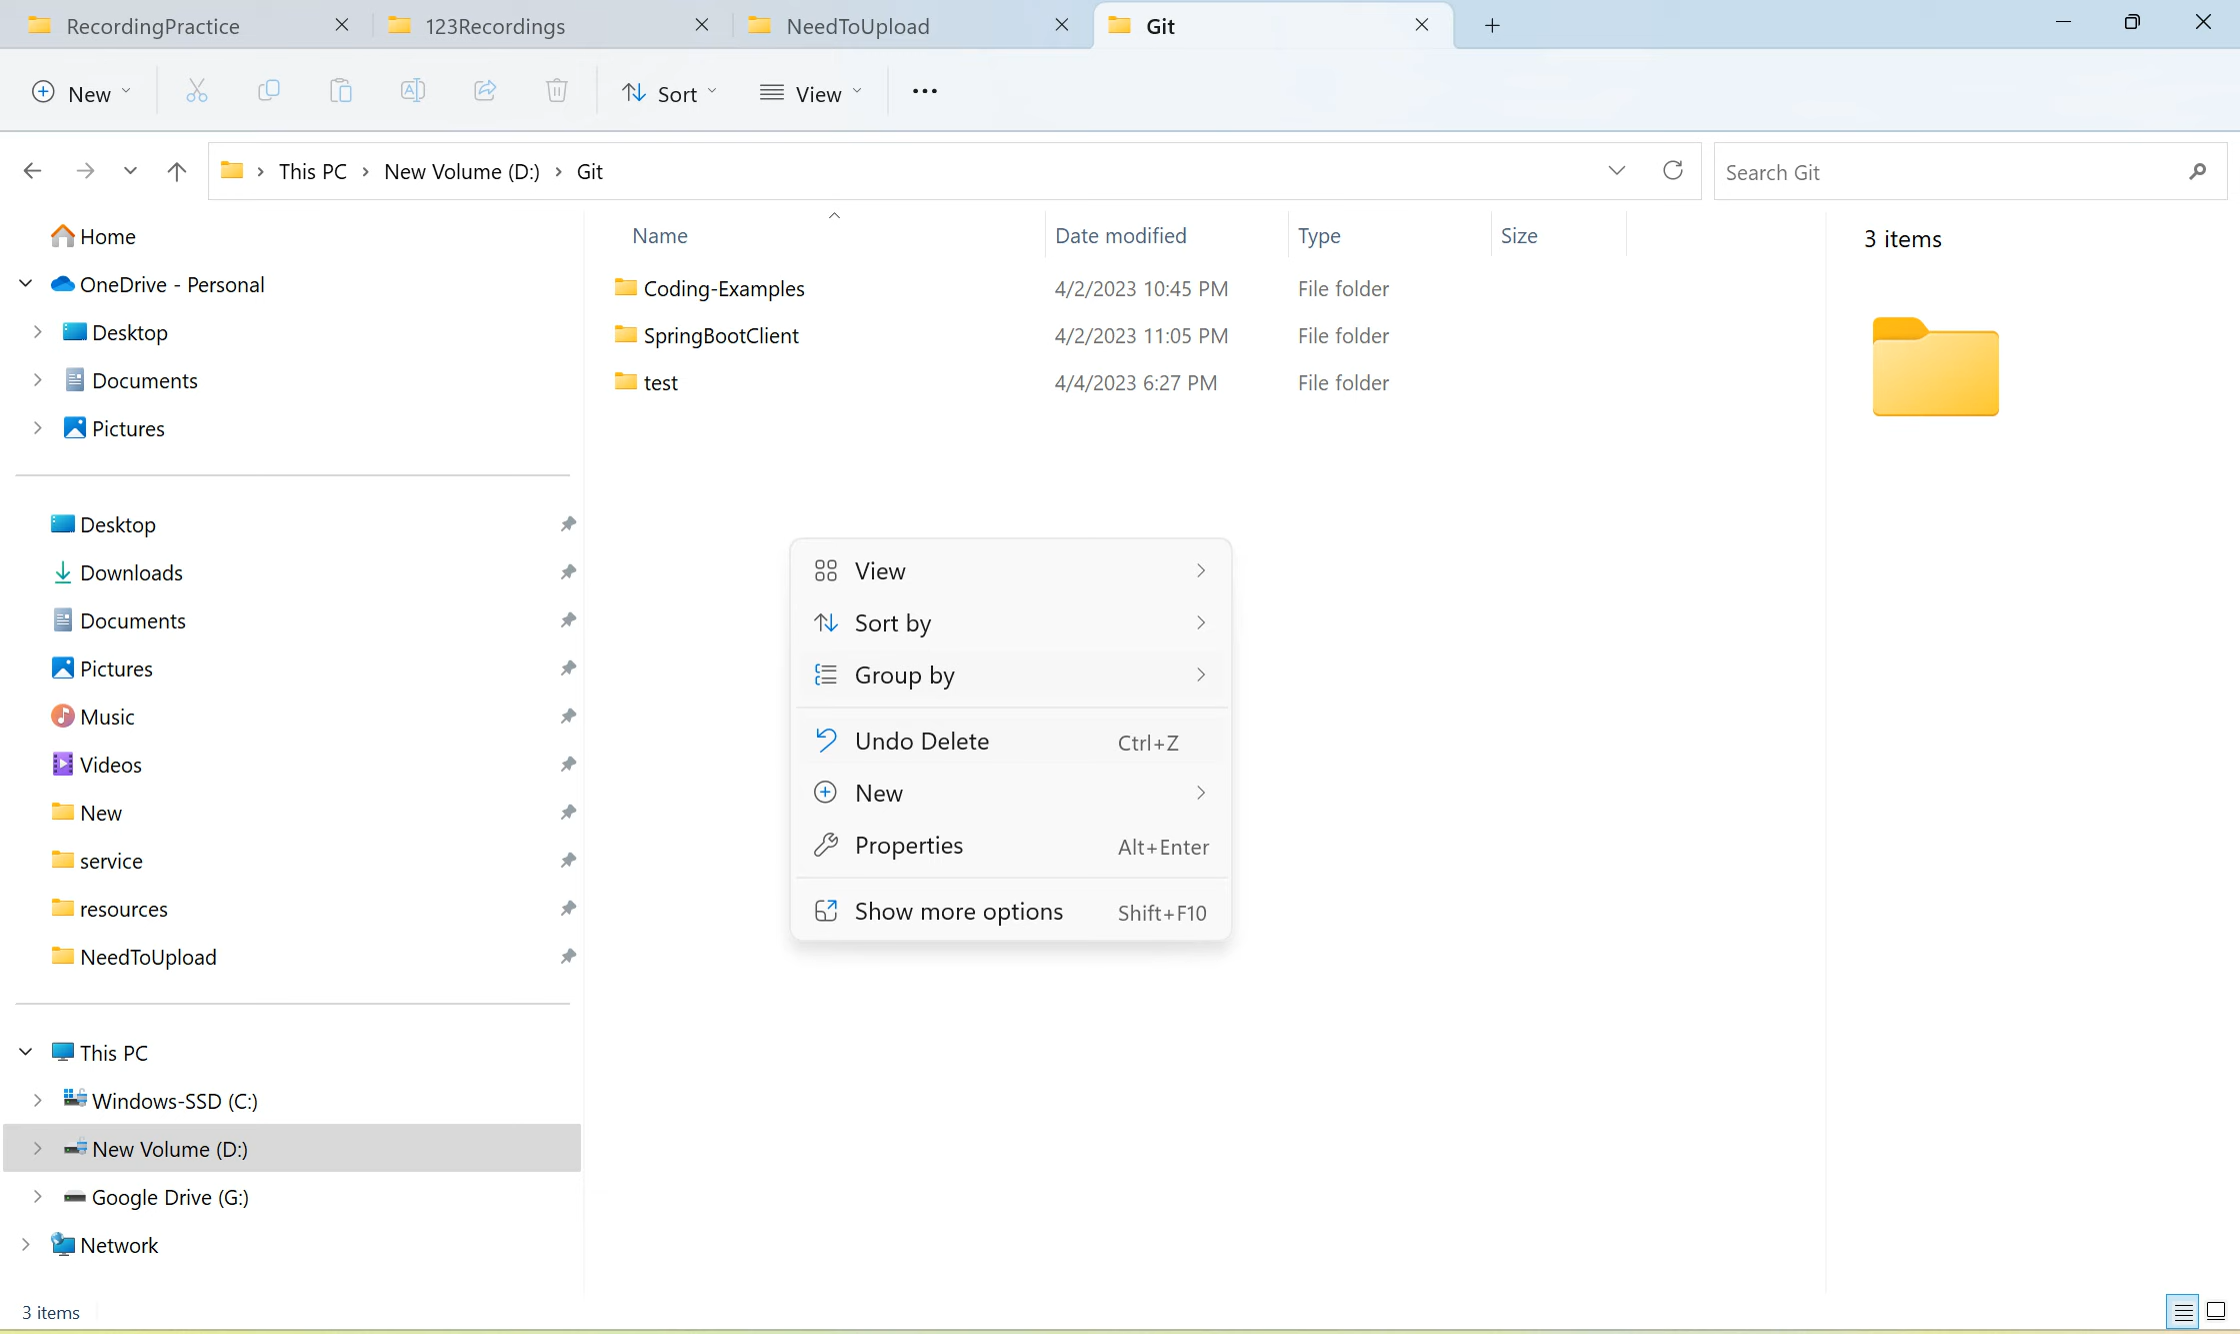 RecordingPractice
123Recordings
NeedToUpload
Git
New
Sort
View
This PC > New Volume (D:) > Git
Search Git
Home
OneDrive - Personal
Desktop
Documents
Pictures
Desktop
Downloads
Documents
Pictures
Music
Videos
New
service
resources
NeedToUpload
This PC
Windows-SSD (C:)
New Volume (D:)
Google Drive (G:)
Network
Name Date modified Type Size
Coding-Examples 4/2/2023 10:45 PM File folder
SpringBootClient 4/2/2023 11:05 PM File folder
test 4/4/2023 6:27 PM File folder
View
Sort by
Group by
Undo Delete Ctrl+Z
New
Properties Alt+Enter
Show more options Shift+F10
3 items
3 items